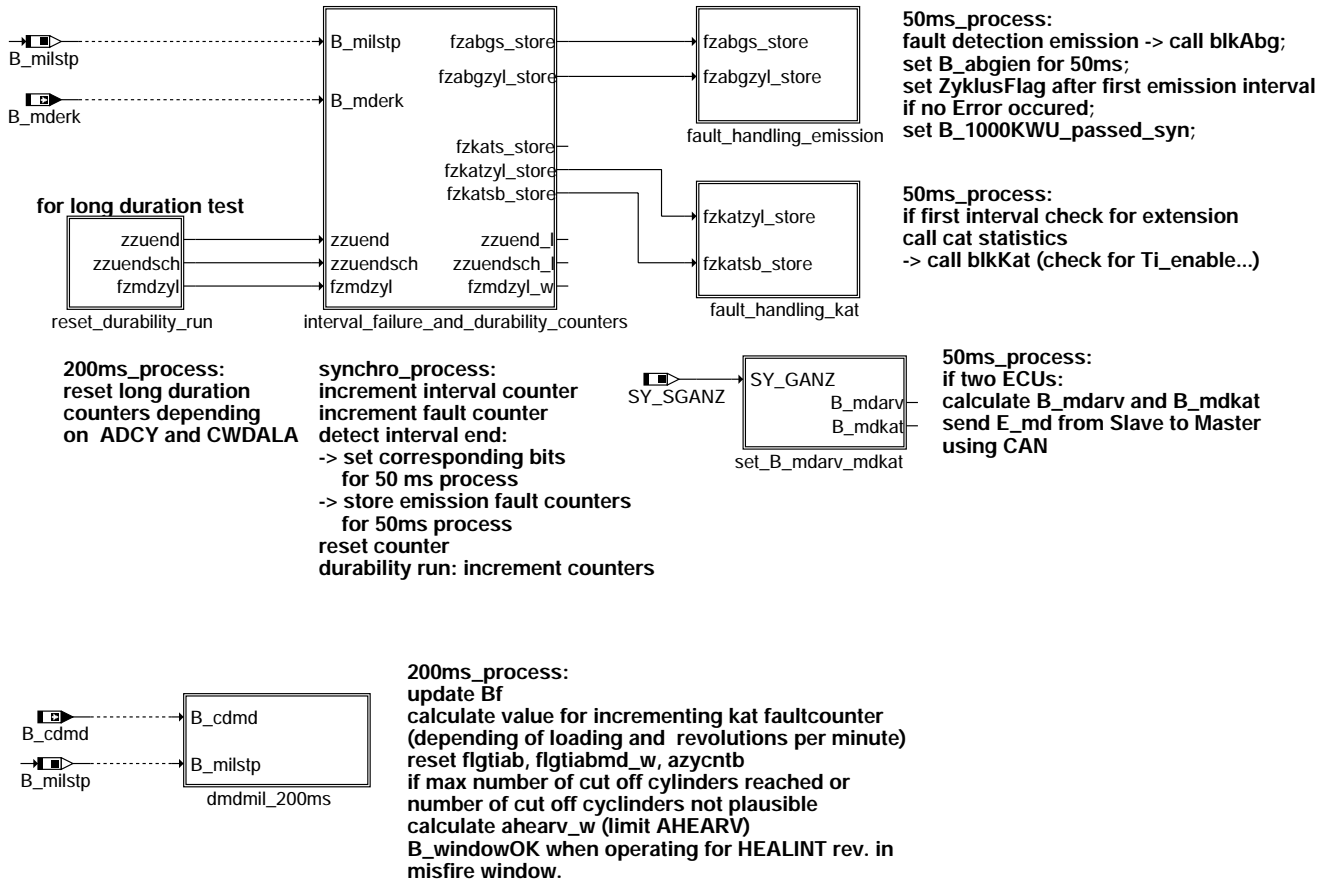 B_milstp
B_mderk
B_milstp
B_mderk
fzabgs_store
fzabgzyl_store
fzkats_store
fzkatzyl_store
fzkatsb_store
zzuend
zzuendsch
fzmdzyl
zzuend_l
zzuendsch_l
fzmdzyl_w
interval_failure_and_durability_counters
fzabgs_store
fzabgzyl_store
fault_handling_emission
50ms_process:
fault detection emission -> call blkAbg;
set B_abgien for 50ms;
set ZyklusFlag after first emission interval
if no Error occured;
set B_1000KWU_passed_syn;
fzkatzyl_store
fzkatsb_store
fault_handling_kat
50ms_process:
if first interval check for extension
call cat statistics
-> call blkKat (check for Ti_enable...)
for long duration test
zzuend
zzuendsch
fzmdzyl
reset_durability_run
200ms_process:
reset long duration
counters depending
on ADCY and CWDALA
synchro_process:
increment interval counter
increment fault counter
detect interval end:
-> set corresponding bits
for 50 ms process
-> store emission fault counters
for 50ms process
reset counter
durability run: increment counters
SY_SGANZ
SY_GANZ
B_mdarv
B_mdkat
set_B_mdarv_mdkat
50ms_process:
if two ECUs:
calculate B_mdarv and B_mdkat
send E_md from Slave to Master
using CAN
B_cdmd
B_milstp
B_cdmd
B_milstp
dmdmil_200ms
200ms_process:
update Bf
calculate value for incrementing kat faultcounter
(depending of loading and revolutions per minute)
reset flgtiab, flgtiabmd_w, azycntb
if max number of cut off cylinders reached or
number of cut off cyclinders not plausible
calculate ahearv_w (limit AHEARV)
B_windowOK when operating for HEALINT rev. in
misfire window.